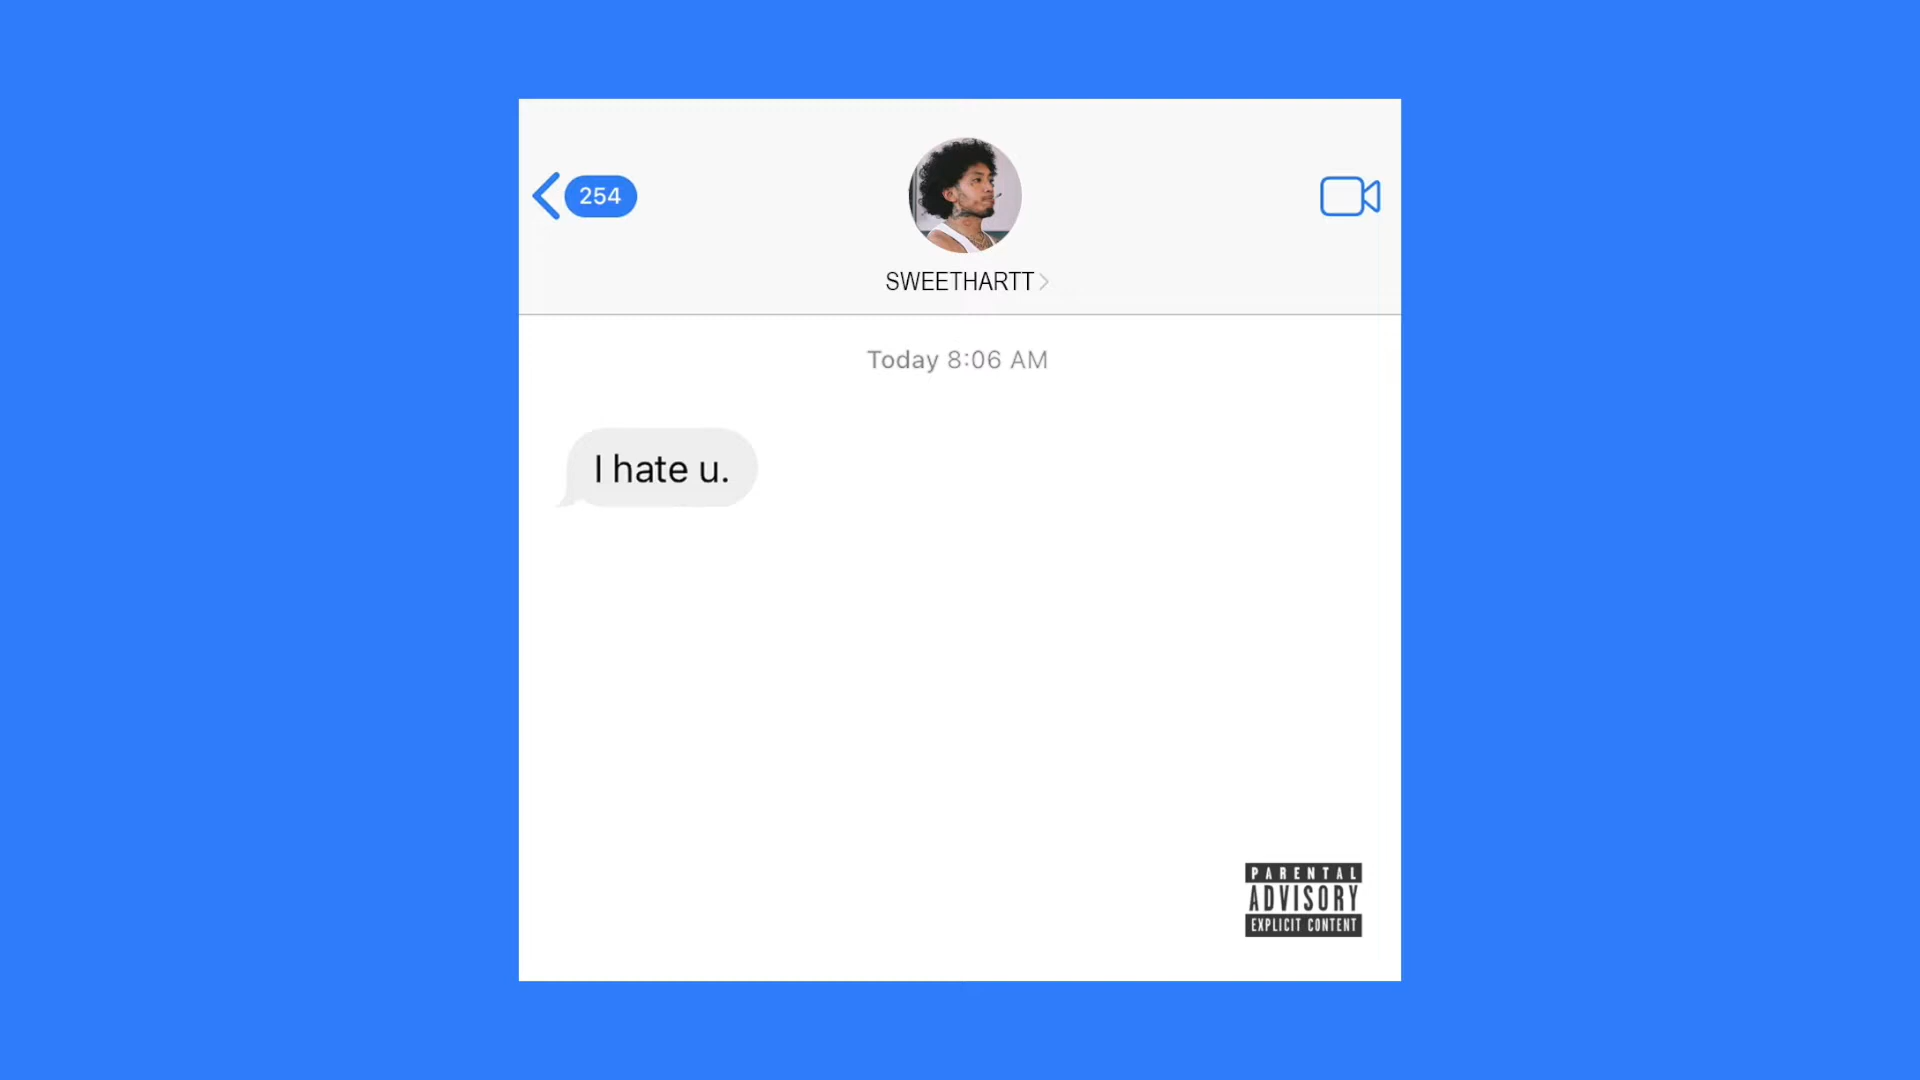 254
SWEETHARTT
Today 8:06 AM
I hate u.
PARENTAL
ADVISORY
EXPLICIT CONTENT